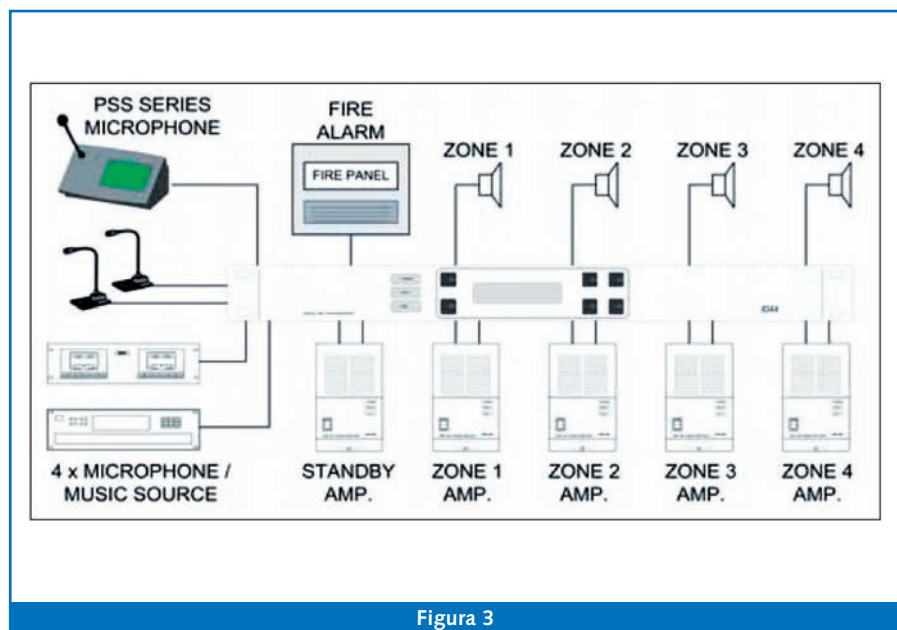 PSS SERIES
MICROPHONE
FIRE
ALARM
FIRE PANEL
ZONE 1
ZONE 2
ZONE 3
ZONE 4
4 x MICROPHONE /
MUSIC SOURCE
STANDBY
AMP.
ZONE 1
AMP.
ZONE 2
AMP.
ZONE 3
AMP.
ZONE 4
AMP.
Figura 3